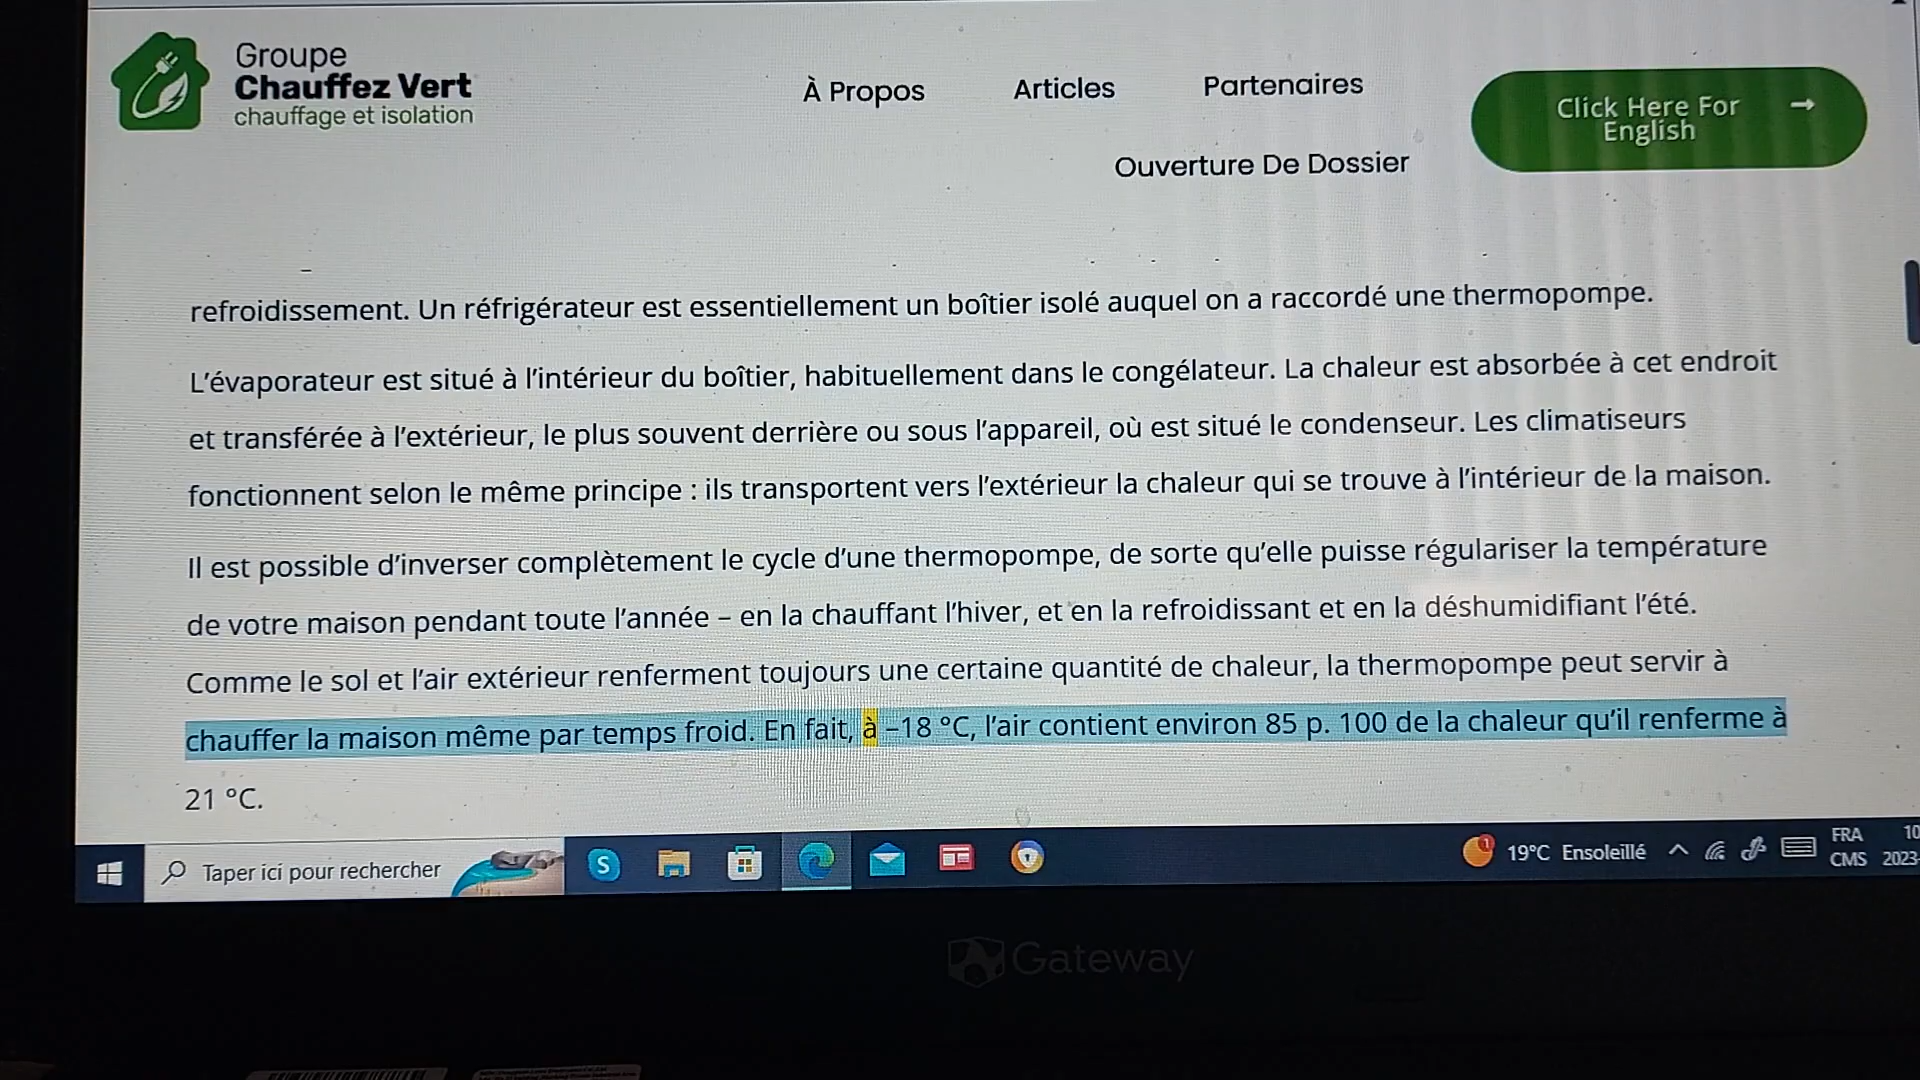 Groupe
Chauffez Vert
chauffage et isolation
À Propos
Articles
Partenaires
Click Here For
English
→
Ouverture De Dossier
refroidissement. Un réfrigérateur est essentiellement un boîtier isolé auquel on a raccordé une thermopompe.
L’évaporateur est situé à l’intérieur du boîtier, habituellement dans le congélateur. La chaleur est absorbée à cet endroit
et transférée à l’extérieur, le plus souvent derrière ou sous l’appareil, où est situé le condenseur. Les climatiseurs
fonctionnent selon le même principe : ils transportent vers l’extérieur la chaleur qui se trouve à l’intérieur de la maison.
Il est possible d’inverser complètement le cycle d’une thermopompe, de sorte qu’elle puisse régulariser la température
de votre maison pendant toute l’année – en la chauffant l’hiver, et en la refroidissant et en la déshumidifiant l’été.
Comme le sol et l’air extérieur renferment toujours une certaine quantité de chaleur, la thermopompe peut servir à
chauffer la maison même par temps froid. En fait, à –18 °C, l’air contient environ 85 p. 100 de la chaleur qu’il renferme à
21 °C.
Taper ici pour rechercher
S
1
19°C Ensoleillé
FRA
CMS
10
2023-
Gateway